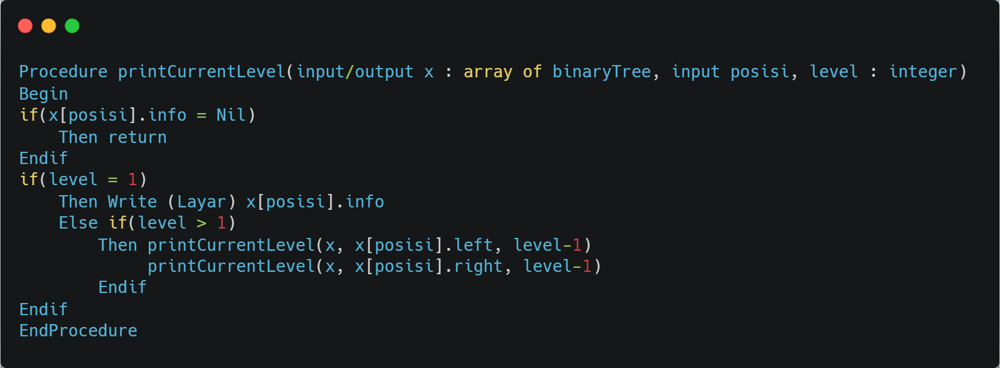 Procedure printCurrentLevel(input/output x : array of binaryTree, input posisi, level : integer)
Begin
if(x[posisi].info = Nil)
    Then return
Endif
if(level = 1)
    Then Write (Layar) x[posisi].info
    Else if(level > 1)
        Then printCurrentLevel(x, x[posisi].left, level-1)
             printCurrentLevel(x, x[posisi].right, level-1)
        Endif
Endif
EndProcedure